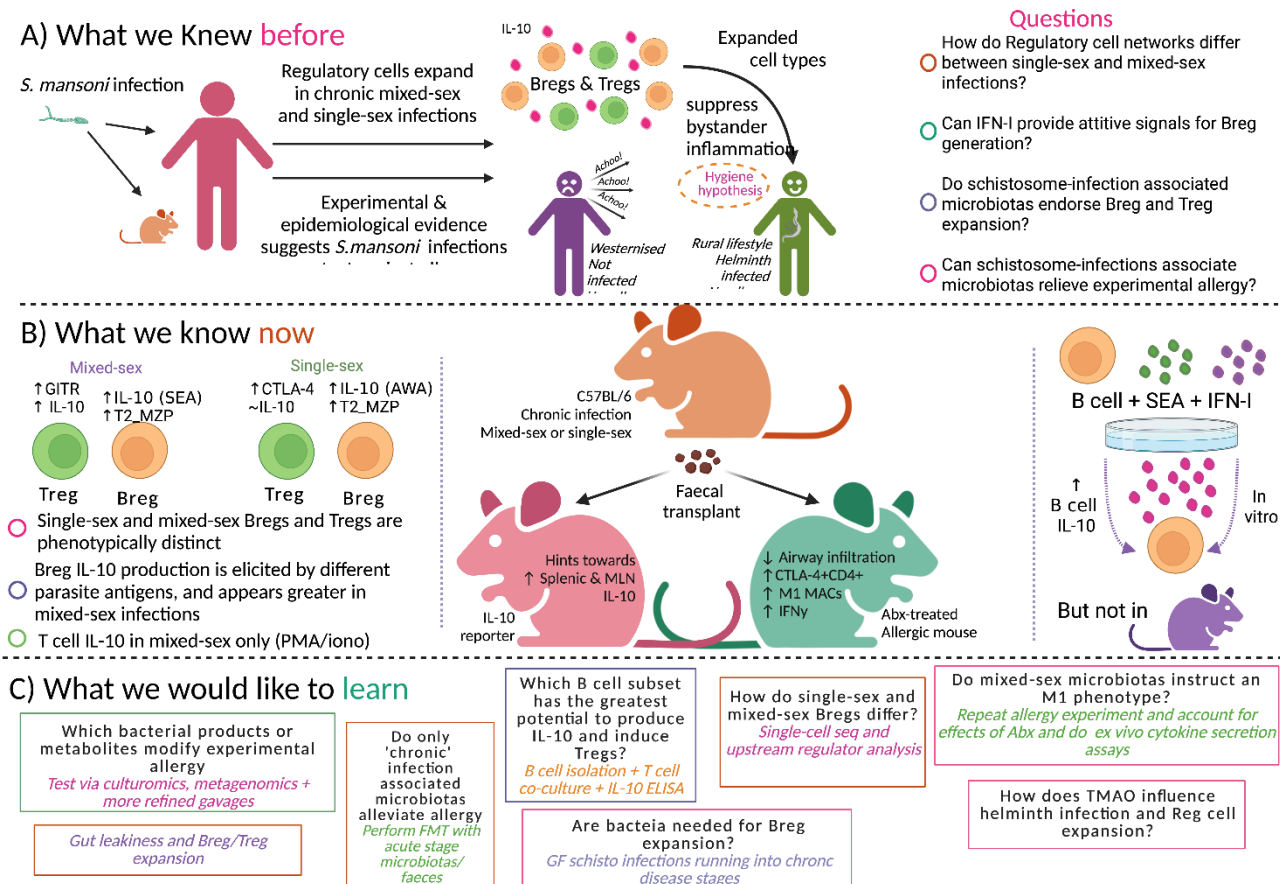 A) What we Knew before
S. mansoni infection
Regulatory cells expand
in chronic mixed-sex
and single-sex infections
Experimental &
epidemiological evidence
suggests S.mansoni infections
IL-10
Bregs & Tregs
Expanded
cell types
suppress
bystander
inflammation
Hygiene
hypothesis
Achoo!
Achoo!
Achoo!
Westernised
Not
infected
Rural lifestyle
Helminth
infected
Questions
How do Regulatory cell networks differ
between single-sex and mixed-sex
infections?
Can IFN-I provide attitive signals for Breg
generation?
Do schistosome-infection associated
microbiotas endorse Breg and Treg
expansion?
Can schistosome-infections associate
microbiotas relieve experimental allergy?
B) What we know now
Mixed-sex
↑GITR
↑ IL-10
↑IL-10 (SEA)
↑T2_MZP
Treg
Breg
Single-sex
↑CTLA-4
~IL-10
↑IL-10 (AWA)
↑T2_MZP
Treg
Breg
Single-sex and mixed-sex Bregs and Tregs are
phenotypically distinct
Breg IL-10 production is elicited by different
parasite antigens, and appears greater in
mixed-sex infections
T cell IL-10 in mixed-sex only (PMA/iono)
C57BL/6
Chronic infection
Mixed-sex or single-sex
Faecal
transplant
Hints towards
↑ Splenic & MLN
IL-10
IL-10
reporter
↓ Airway infiltration
↑CTLA-4+CD4+
↑ M1 MACs
↑ IFNγ
Abx-treated
Allergic mouse
B cell + SEA + IFN-I
↑
B cell
IL-10
In
vitro
But not in
C) What we would like to learn
Which bacterial products or
metabolites modify experimental
allergy
Test via culturomics, metagenomics +
more refined gavages
Gut leakiness and Breg/Treg
expansion
Do only
'chronic'
infection
associated
microbiotas
alleviate allergy
Perform FMT with
acute stage
microbiotas/
faeces
Which B cell subset
has the greatest
potential to produce
IL-10 and induce
Tregs?
B cell isolation + T cell
co-culture + IL-10 ELISA
Are bacteia needed for Breg
expansion?
GF schisto infections running into chronc
disease stages
How do single-sex and
mixed-sex Bregs differ?
Single-cell seq and
upstream regulator analysis
Do mixed-sex microbiotas instruct an
M1 phenotype?
Repeat allergy experiment and account for
effects of Abx and do ex vivo cytokine secretion
assays
How does TMAO influence
helminth infection and Reg cell
expansion?